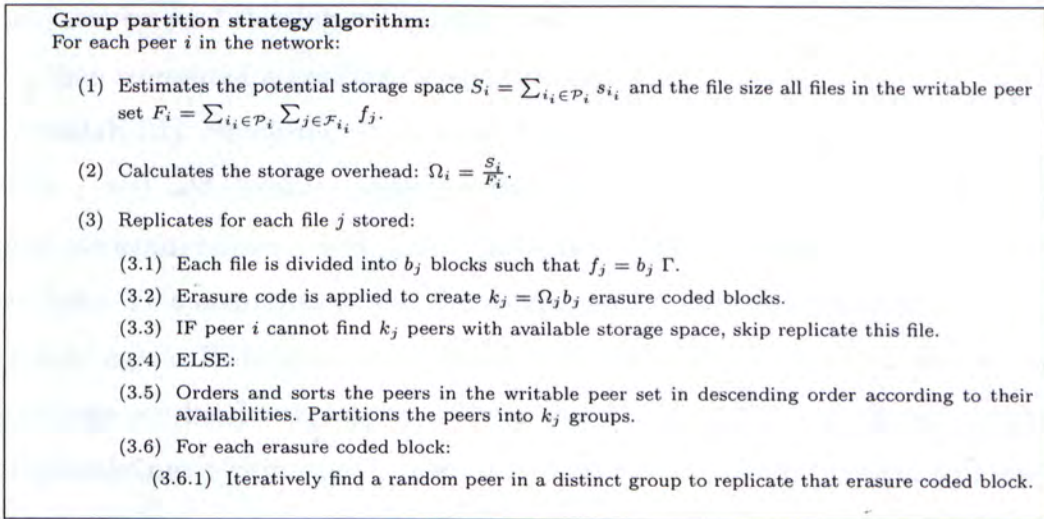 Group partition strategy algorithm:
For each peer i in the network:
(1) Estimates the potential storage space S_i = ∑_{i_i∈𝒫_i} s_{i_i} and the file size all files in the writable peer
set F_i = ∑_{i_i∈𝒫_i} ∑_{j∈ℱ_{i_i}} f_j.
(2) Calculates the storage overhead: Ω_i = S_i/F_i.
(3) Replicates for each file j stored:
(3.1) Each file is divided into b_j blocks such that f_j = b_j Γ.
(3.2) Erasure code is applied to create k_j = Ω_j b_j erasure coded blocks.
(3.3) IF peer i cannot find k_j peers with available storage space, skip replicate this file.
(3.4) ELSE:
(3.5) Orders and sorts the peers in the writable peer set in descending order according to their
availabilities. Partitions the peers into k_j groups.
(3.6) For each erasure coded block:
(3.6.1) Iteratively find a random peer in a distinct group to replicate that erasure coded block.